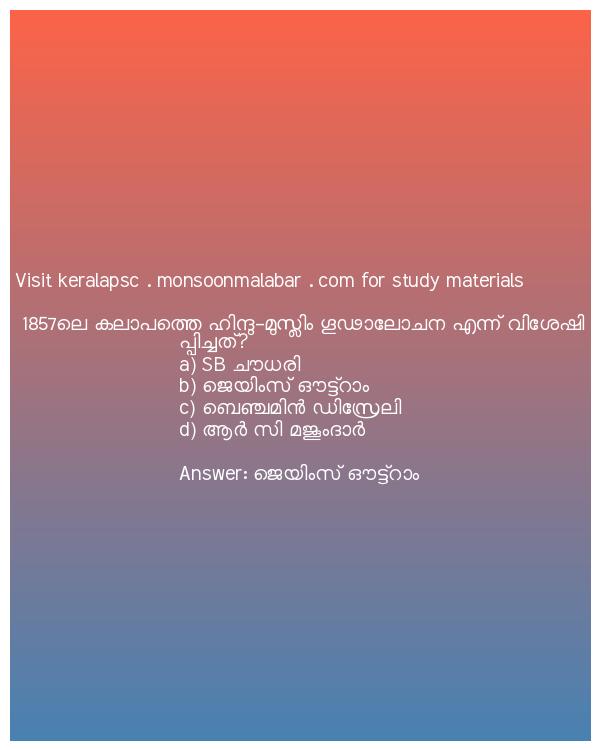 Visit keralapsc . monsoonmalabar . com for study materials
1857ലെ കലാപത്തെ ഹിന്ദു-മുസ്ലിം ഗൂഢാലോചന എന്ന് വിശേഷി
പ്പിച്ചത്?
a) SB ചൗധരി
b) ജെയിംസ് ഔട്ട്റാം
c) ബെഞ്ചമിൻ ഡിസ്രേലി
d) ആർ സി മജൂംദാർ
Answer: ജെയിംസ് ഔട്ട്റാം